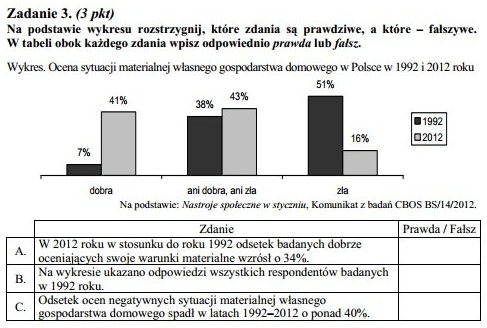 Zadanie 3. (3 pkt)
Na podstawie wykresu rozstrzygnij, które zdania są prawdziwe, a które – fałszywe.
W tabeli obok każdego zdania wpisz odpowiednio prawda lub fałsz.
Wykres. Ocena sytuacji materialnej własnego gospodarstwa domowego w Polsce w 1992 i 2012 roku
7%
41%
38%
43%
51%
16%
1992
2012
dobra
ani dobra, ani zła
zła
Na podstawie: Nastroje społeczne w styczniu, Komunikat z badań CBOS BS/14/2012.
Zdanie
Prawda / Fałsz
A.
W 2012 roku w stosunku do roku 1992 odsetek badanych dobrze
oceniających swoje warunki materialne wzrósł o 34%.
B.
Na wykresie ukazano odpowiedzi wszystkich respondentów badanych
w 1992 roku.
C.
Odsetek ocen negatywnych sytuacji materialnej własnego
gospodarstwa domowego spadł w latach 1992–2012 o ponad 40%.